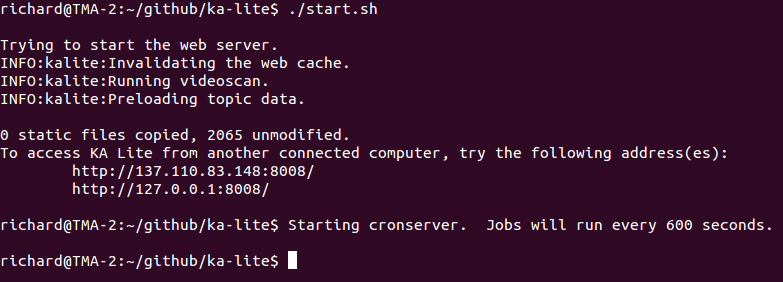 richard@TMA-2:~/github/ka-lite$ ./start.sh
Trying to start the web server.
INFO:kalite:Invalidating the web cache.
INFO:kalite:Running videoscan.
INFO:kalite:Preloading topic data.
0 static files copied, 2065 unmodified.
To access KA Lite from another connected computer, try the following address(es):
http://137.110.83.148:8008/
http://127.0.0.1:8008/
richard@TMA-2:~/github/ka-lite$ Starting cronserver.  Jobs will run every 600 seconds.
richard@TMA-2:~/github/ka-lite$